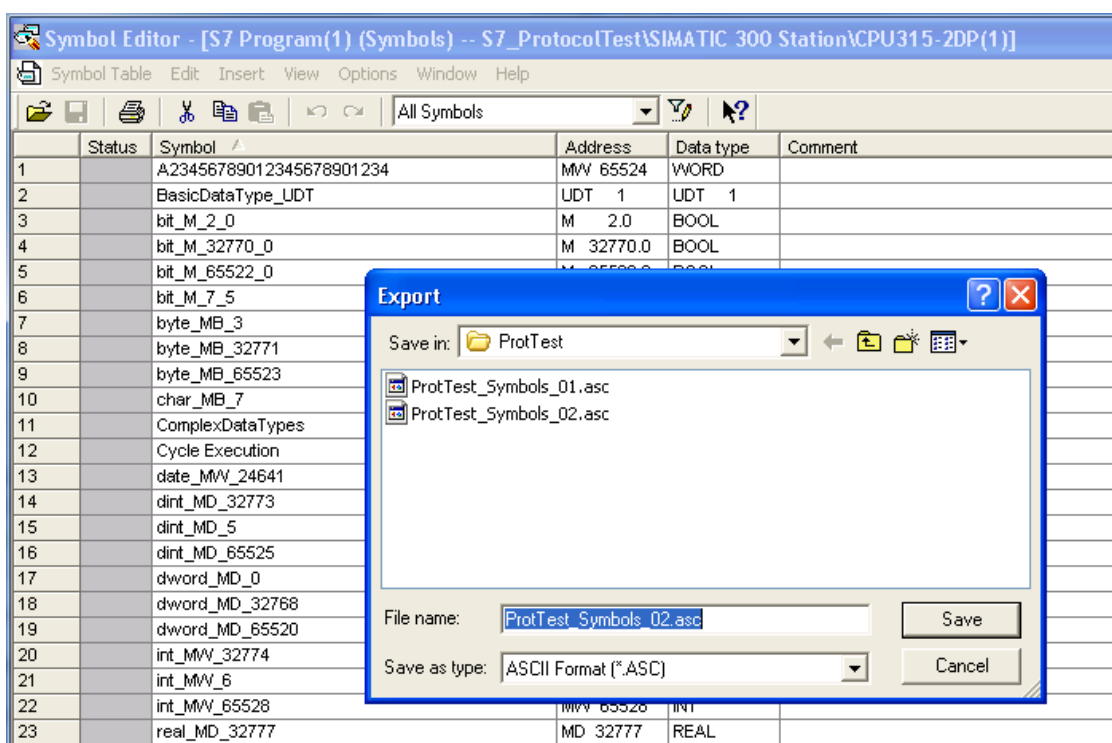 Symbol Editor - [S7 Program(1) (Symbols) -- S7_ProtocolTest\SIMATIC 300 Station\CPU315-2DP(1)]
Symbol Table Edit Insert View Options Window Help
All Symbols
Status Symbol Address Data type Comment
1 A23456789012345678901234 MW 65524 WORD
2 BasicDataType_UDT UDT 1 UDT 1
3 bit_M_2_0 M 2.0 BOOL
4 bit_M_32770_0 M 32770.0 BOOL
5 bit_M_65522_0
6 bit_M_7_5
7 byte_MB_3
8 byte_MB_32771
9 byte_MB_65523
10 char_MB_7
11 ComplexDataTypes
12 Cycle Execution
13 date_MW_24641
14 dint_MD_32773
15 dint_MD_5
16 dint_MD_65525
17 dword_MD_0
18 dword_MD_32768
19 dword_MD_65520
20 int_MW_32774
21 int_MW_6
22 int_MW_65528 MW 65528 INT
23 real_MD_32777 MD 32777 REAL
Export
Save in: ProtTest
ProtTest_Symbols_01.asc
ProtTest_Symbols_02.asc
File name: ProtTest_Symbols_02.asc Save
Save as type: ASCII Format (*.ASC) Cancel